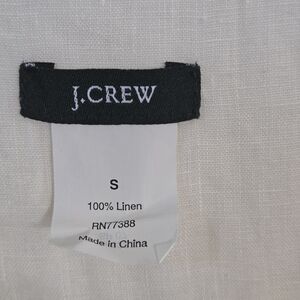 J.CREW
S
100% Linen
RN77388
Made in China